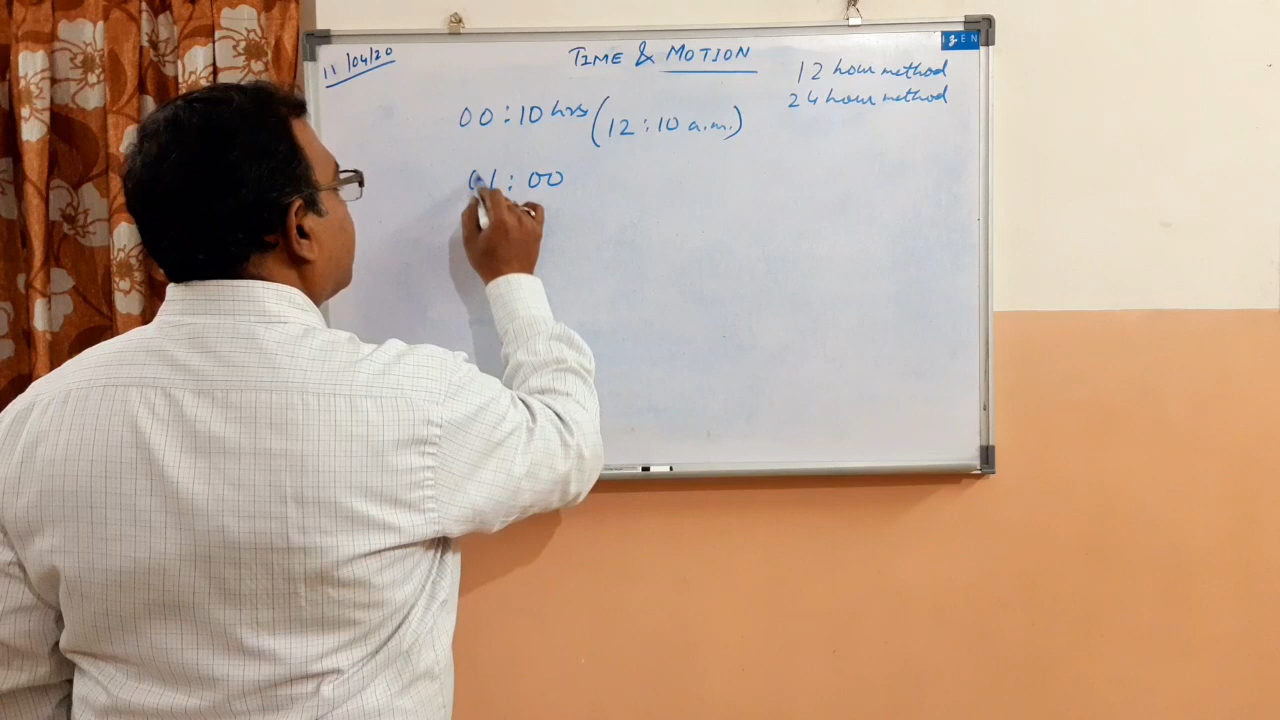 11/04/20
TIME & MOTION
12 hour method
24 hour method
00:10 hrs (12:10 a.m.)
01:00